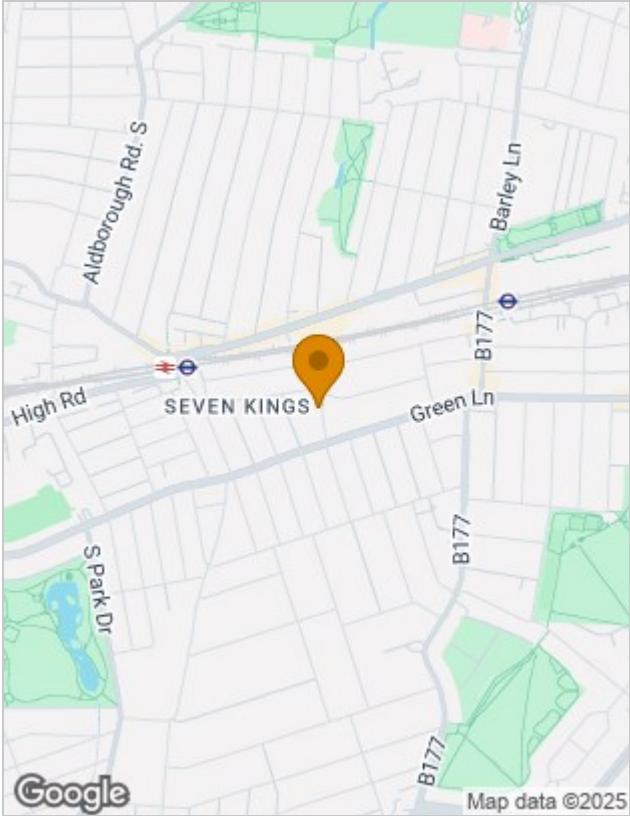 Aldborough Rd. S
Barley Ln
B177
High Rd
SEVEN KINGS
Green Ln
B177
S Park Dr
B177
Google
Map data ©2025